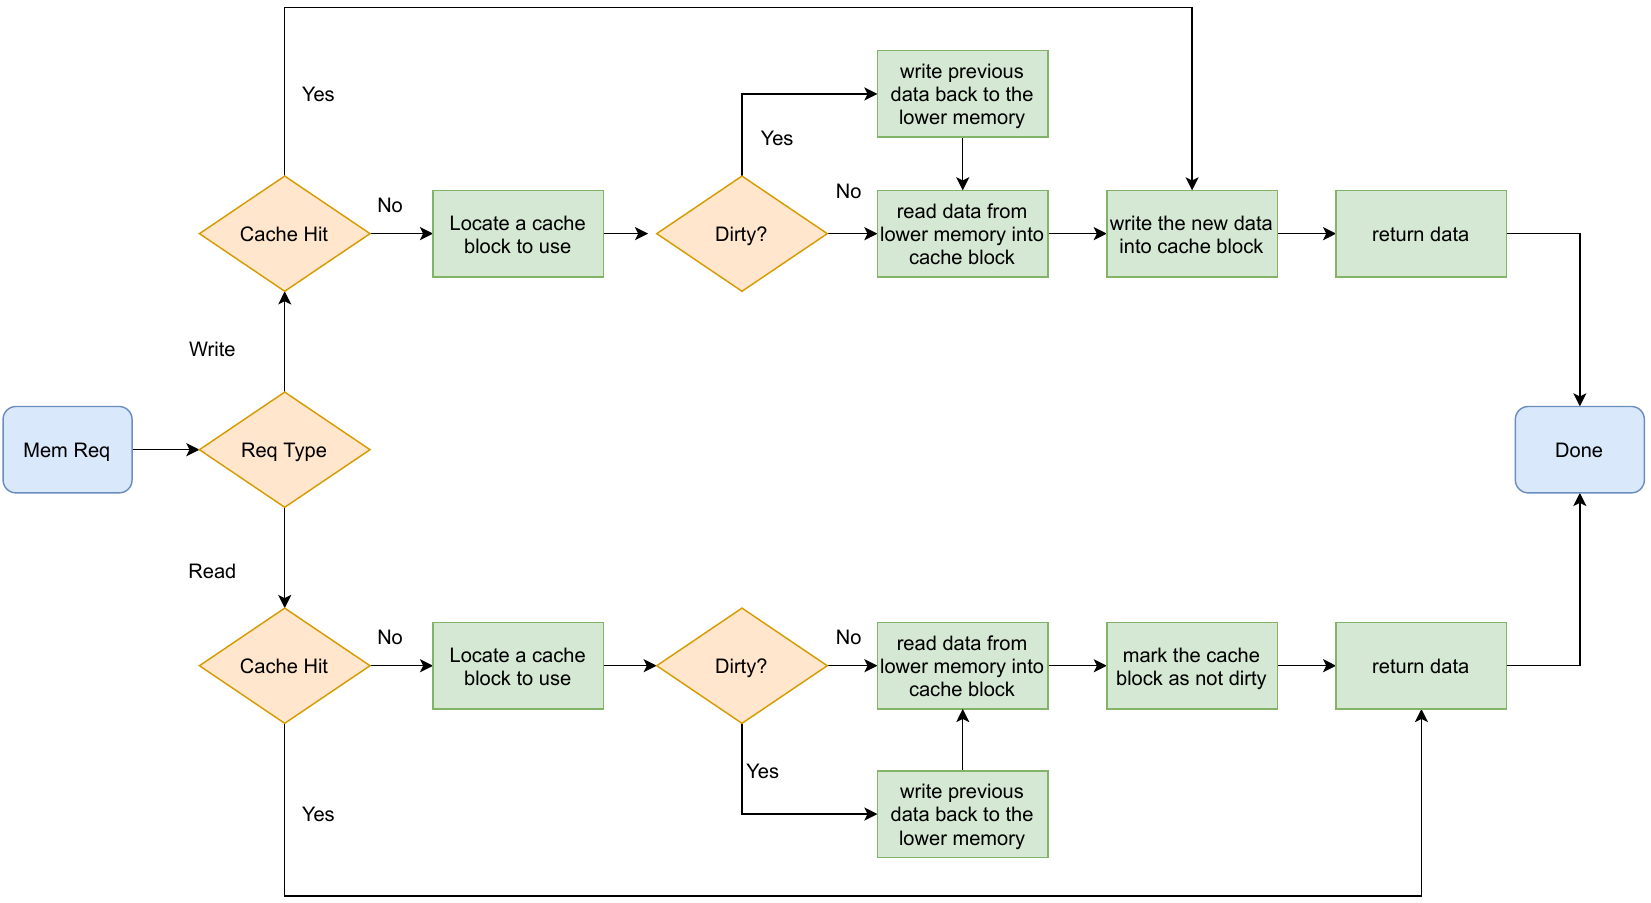 Yes
write previous
data back to the
lower memory
Yes
No
No
Cache Hit
Locate a cache
block to use
Dirty?
read data from
lower memory into
cache block
write the new data
into cache block
return data
Write
Mem Req
Req Type
Done
Read
No
No
Cache Hit
Locate a cache
block to use
Dirty?
read data from
lower memory into
cache block
mark the cache
block as not dirty
return data
Yes
Yes
write previous
data back to the
lower memory